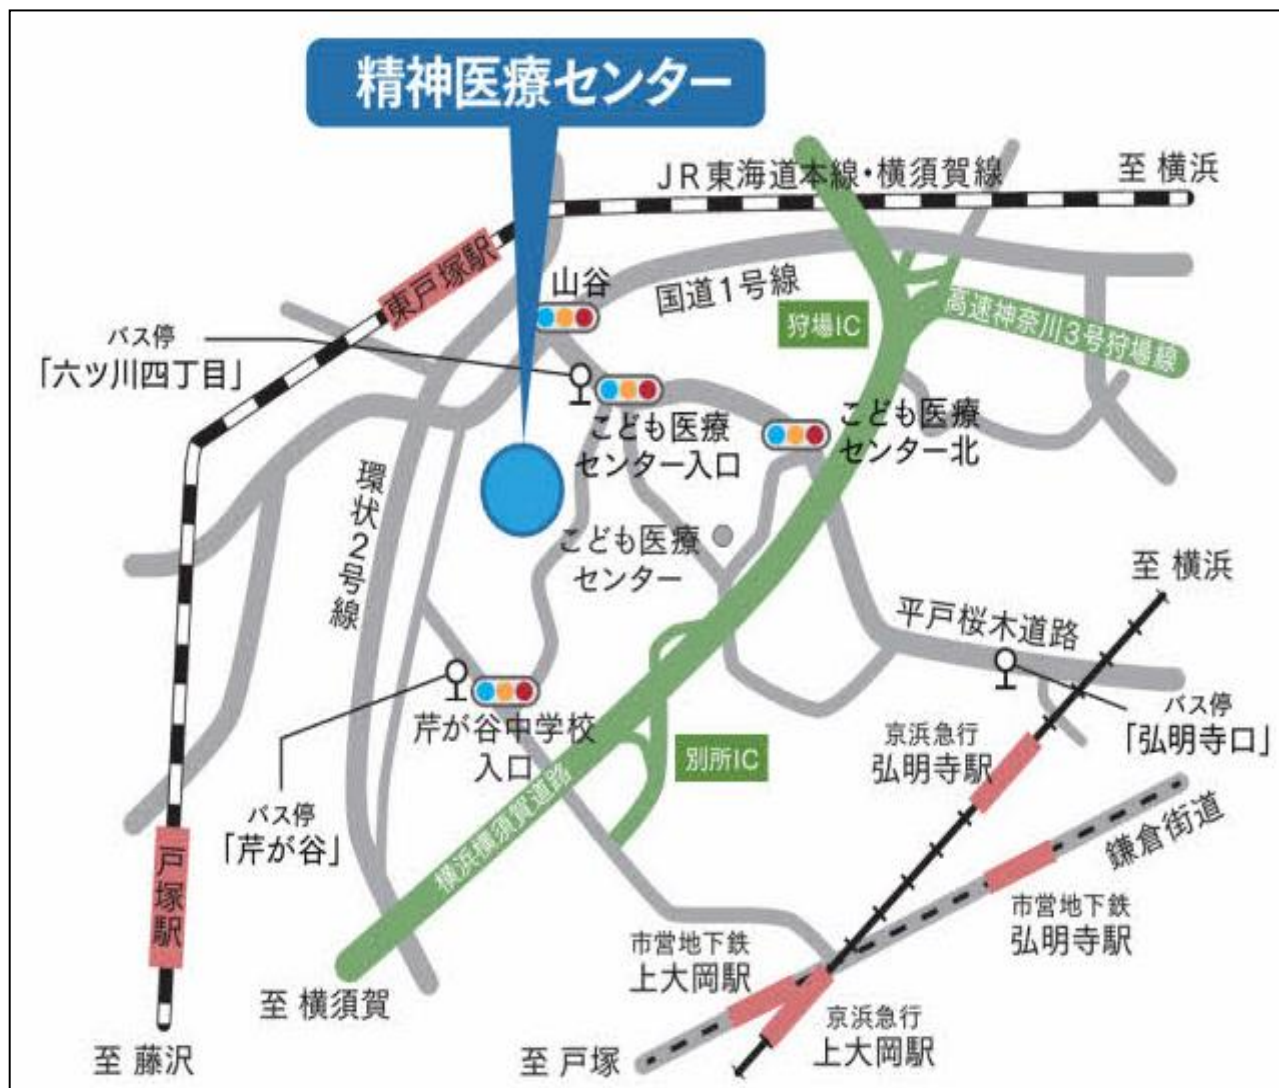 精神医療センター
JR東海道本線・横須賀線
至 横浜
東戸塚駅
山谷
国道1号線
狩場IC
高速神奈川3号狩場線
バス停
「六ツ川四丁目」
こども医療
センター入口
こども医療
センター北
環状2号線
こども医療
センター
至 横浜
平戸桜木道路
芹が谷中学校
入口
バス停
「弘明寺口」
京浜急行
弘明寺駅
別所IC
バス停
「芹が谷」
横浜横須賀道路
鎌倉街道
戸塚駅
市営地下鉄
弘明寺駅
市営地下鉄
上大岡駅
至 横須賀
京浜急行
上大岡駅
至 藤沢
至 戸塚